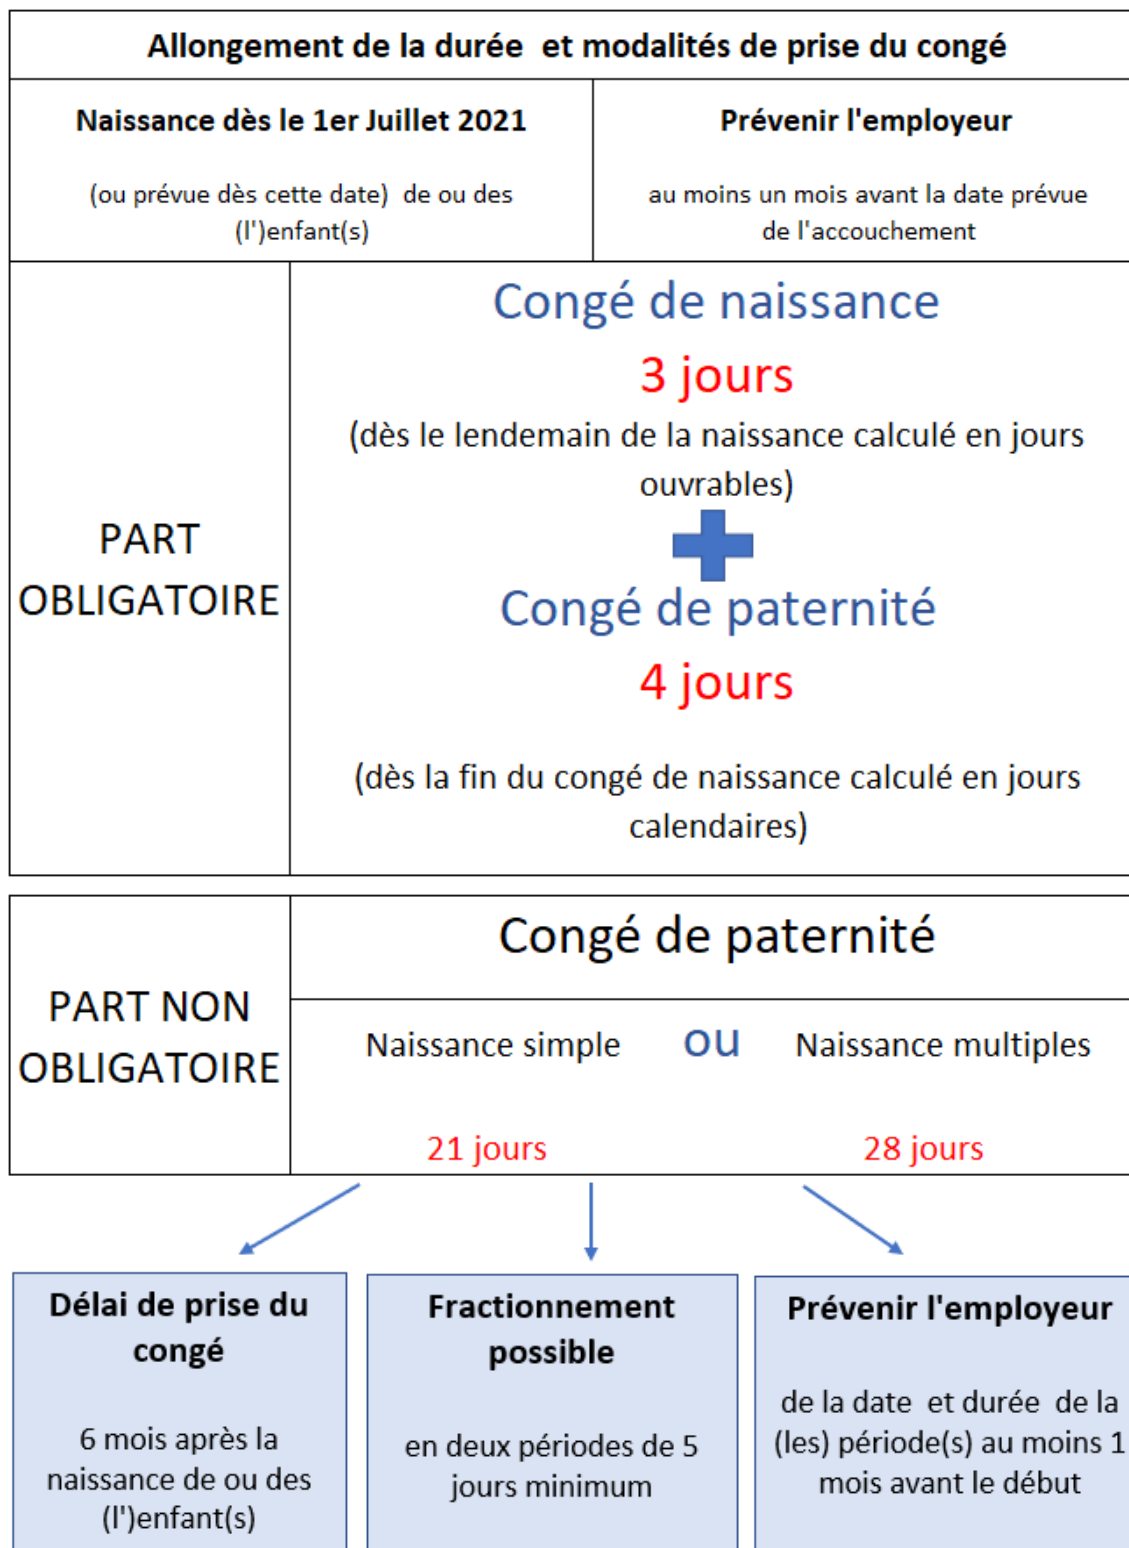 Allongement de la durée et modalités de prise du congé
Naissance dès le 1er Juillet 2021
(ou prévue dès cette date) de ou des
(l')enfant(s)
Prévenir l'employeur
au moins un mois avant la date prévue
de l'accouchement
PART
OBLIGATOIRE
Congé de naissance
3 jours
(dès le lendemain de la naissance calculé en jours
ouvrables)
Congé de paternité
4 jours
(dès la fin du congé de naissance calculé en jours
calendaires)
PART NON
OBLIGATOIRE
Congé de paternité
Naissance simple ou Naissance multiples
21 jours 28 jours
Délai de prise du
congé
6 mois après la
naissance de ou des
(l')enfant(s)
Fractionnement
possible
en deux périodes de 5
jours minimum
Prévenir l'employeur
de la date et durée de la
(les) période(s) au moins 1
mois avant le début